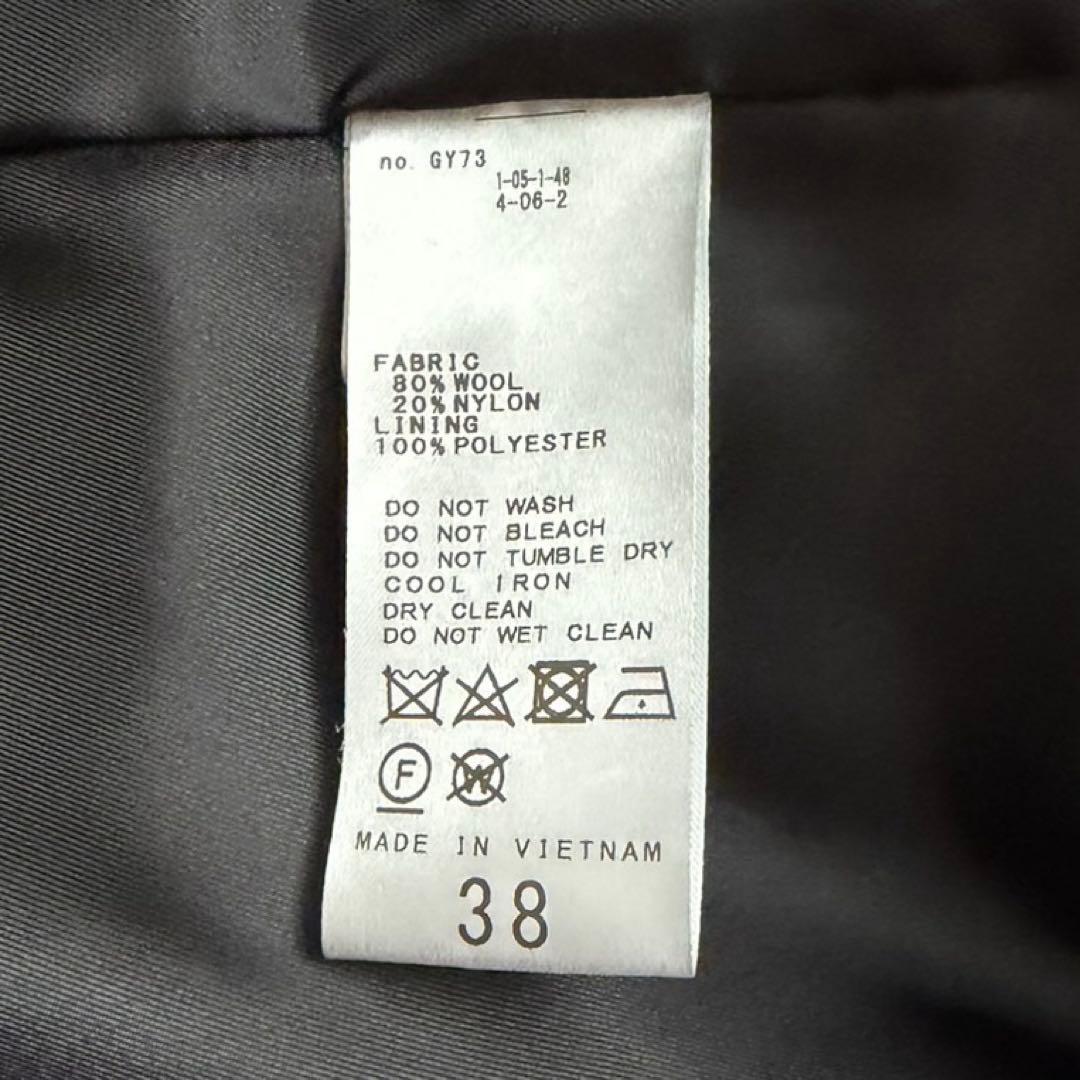 no. GY73
1-05-1-48
4-06-2
FABRIC
80% WOOL
20% NYLON
LINING
100% POLYESTER
DO NOT WASH
DO NOT BLEACH
DO NOT TUMBLE DRY
COOL IRON
DRY CLEAN
DO NOT WET CLEAN
F W
MADE IN VIETNAM
38